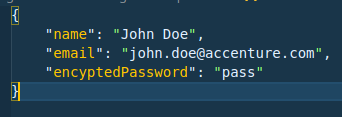 {
"name": "John Doe",
"email": "john.doe@accenture.com",
"encyptedPassword": "pass"
}